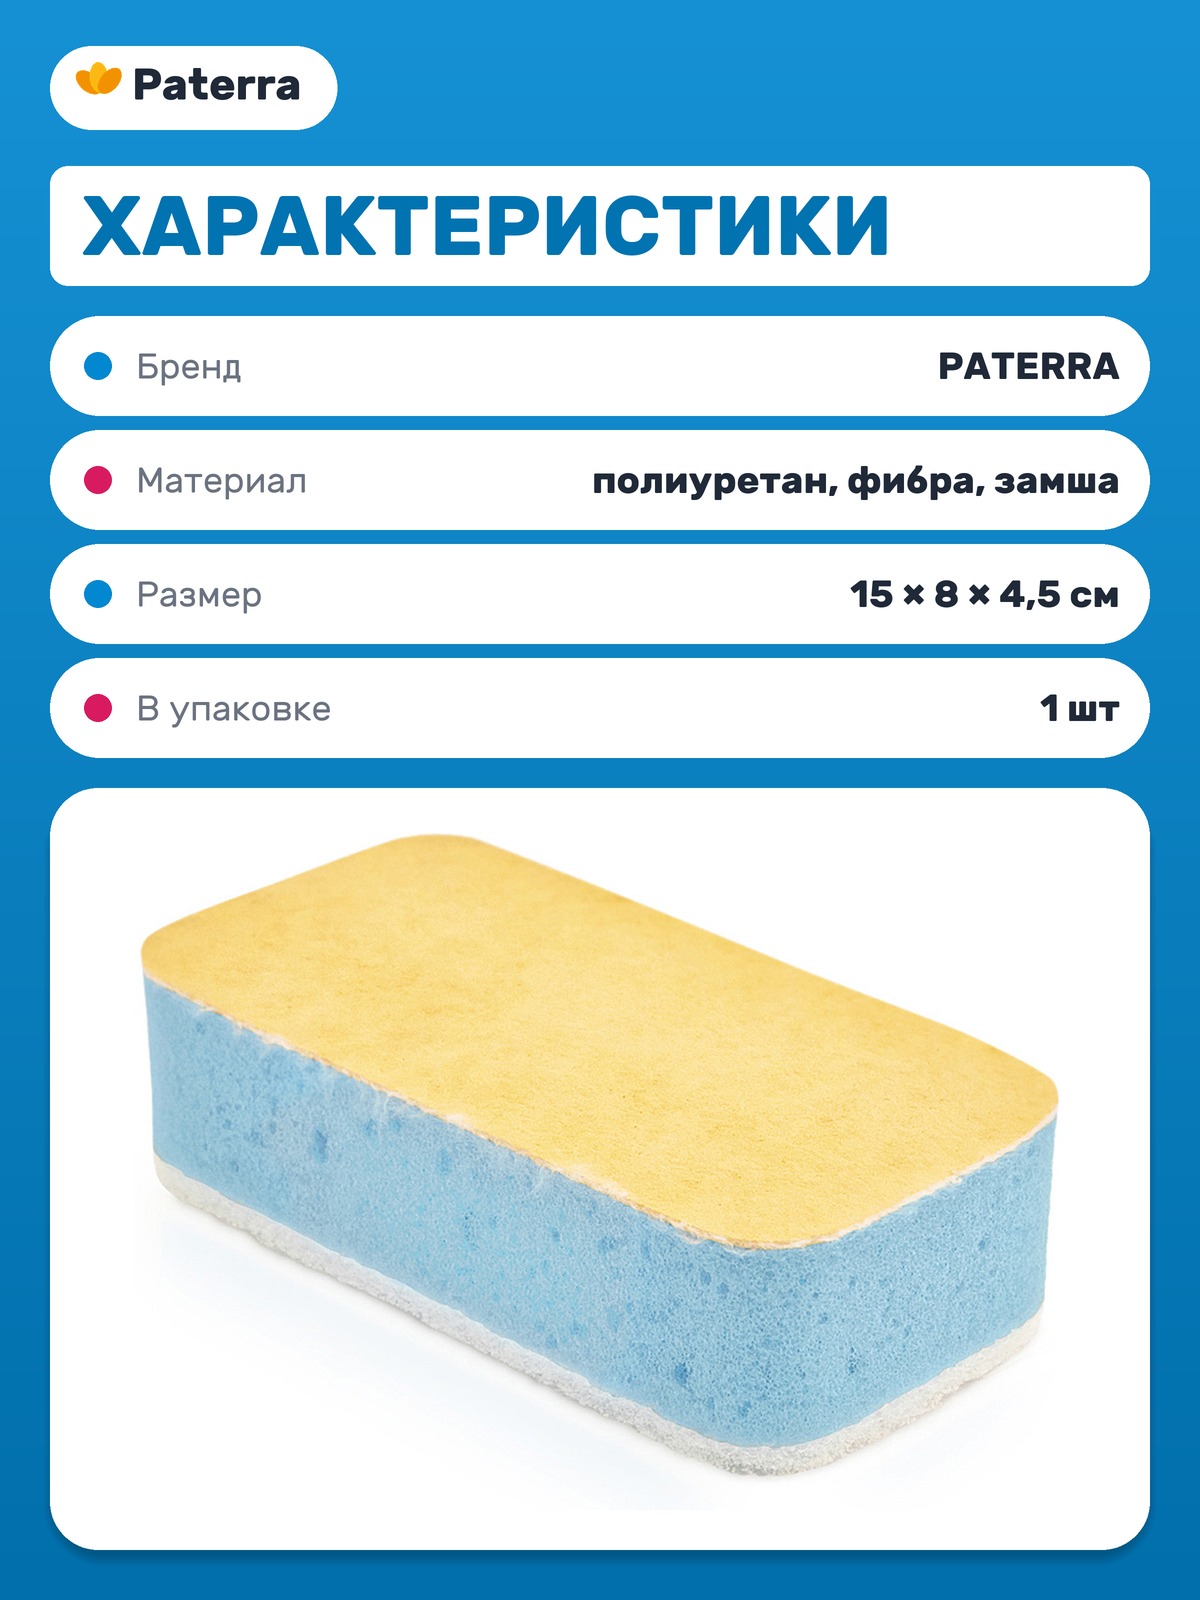 Paterra
ХАРАКТЕРИСТИКИ
Бренд PATERRA
Материал полиуретан, фибра, замша
Размер 15 × 8 × 4,5 см
В упаковке 1 шт